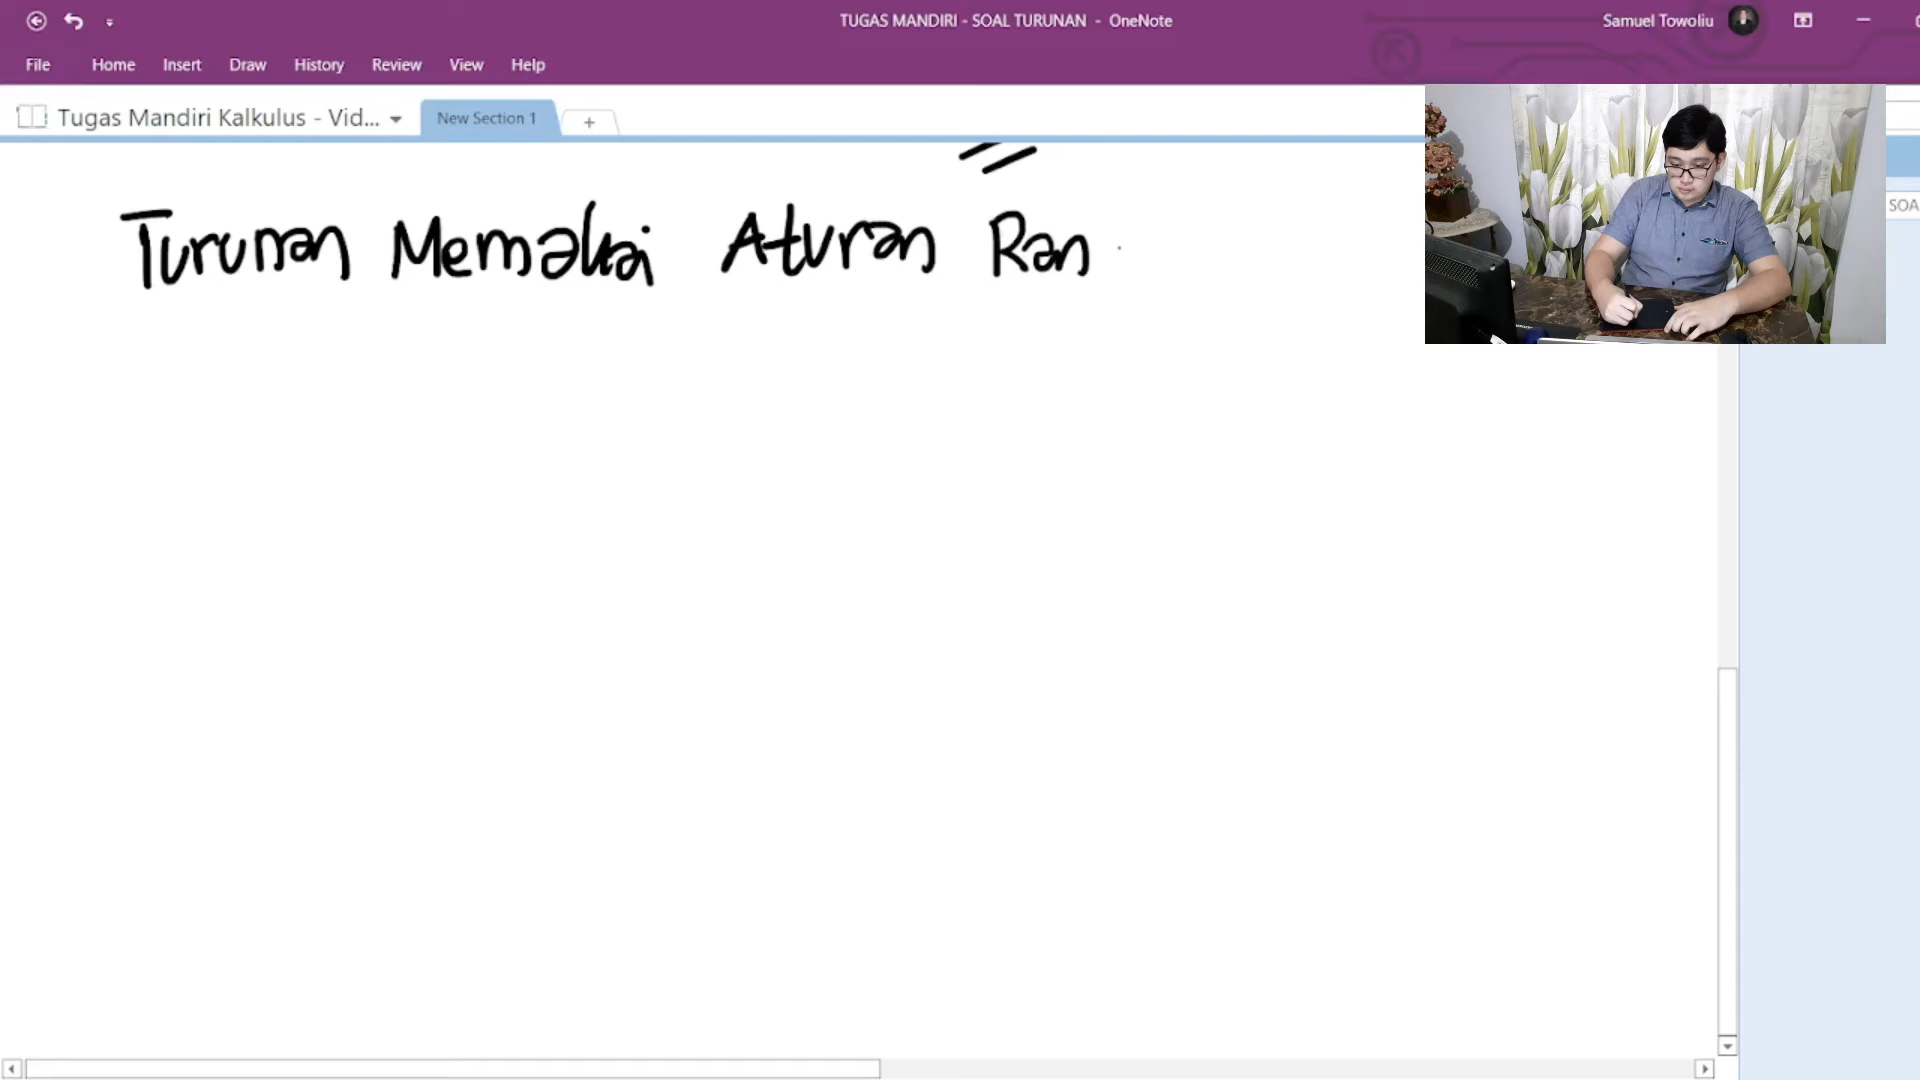 TUGAS MANDIRI - SOAL TURUNAN - OneNote
Samuel Towoliu
File Home Insert Draw History Review View Help
Tugas Mandiri Kalkulus - Vid...
New Section 1
+
SOA
Turunan Memakai Aturan Ran